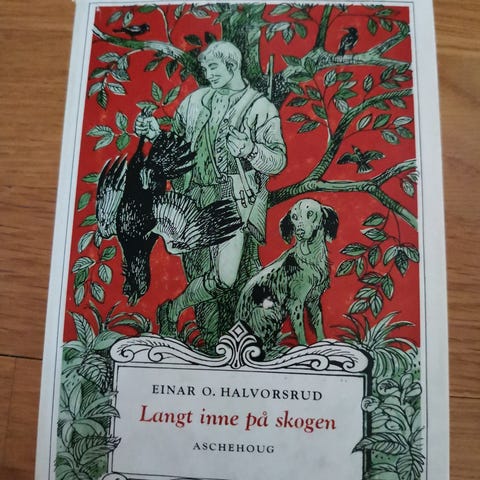 EINAR O. HALVORSRUD
Langt inne på skogen
ASCHEHOUG